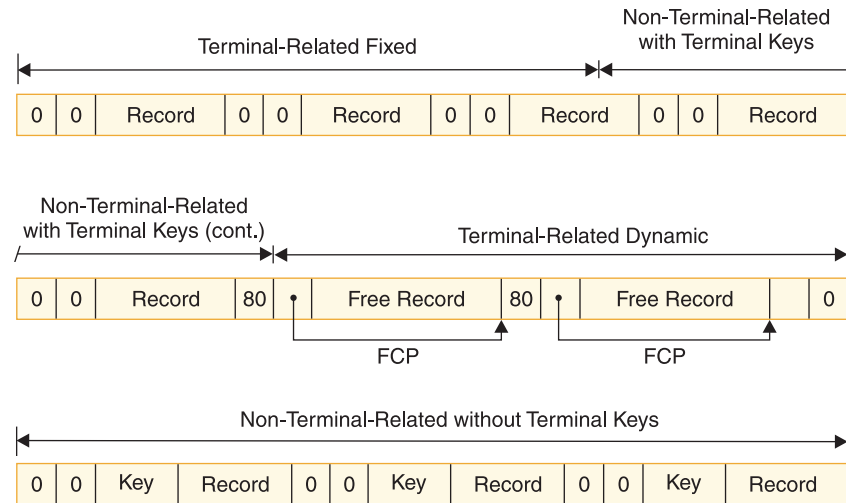 Terminal-Related Fixed
Non-Terminal-Related
with Terminal Keys
0 0 Record 0 0 Record 0 0 Record 0 0 Record
Non-Terminal-Related
with Terminal Keys (cont.)
Terminal-Related Dynamic
0 0 Record 80 Free Record 80 Free Record 0
FCP FCP
Non-Terminal-Related without Terminal Keys
0 0 Key Record 0 0 Key Record 0 0 Key Record